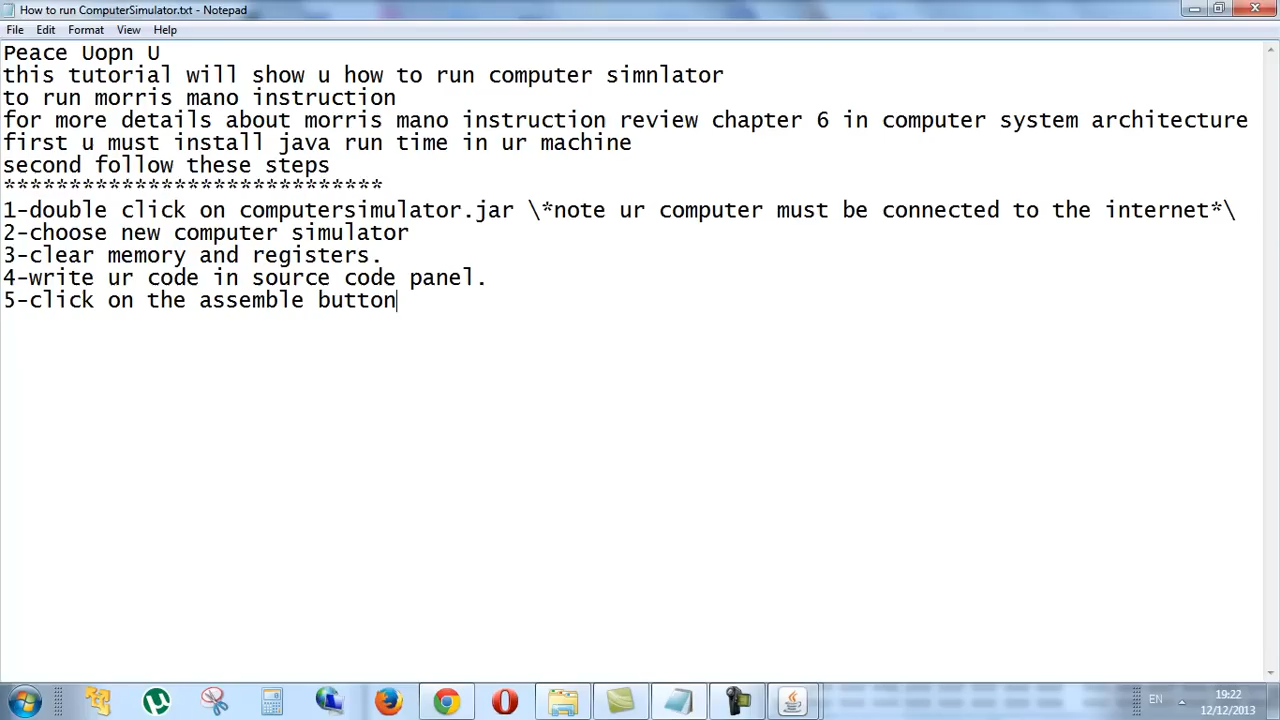 How to run ComputerSimulator.txt - Notepad
File Edit Format View Help
Peace Uopn U
this tutorial will show u how to run computer simnlator
to run morris mano instruction
for more details about morris mano instruction review chapter 6 in computer system architecture
first u must install java run time in ur machine
second follow these steps
*****************************
1-double click on computersimulator.jar \*note ur computer must be connected to the internet*\
2-choose new computer simulator
3-clear memory and registers.
4-write ur code in source code panel.
5-click on the assemble button
EN
19:22
12/12/2013